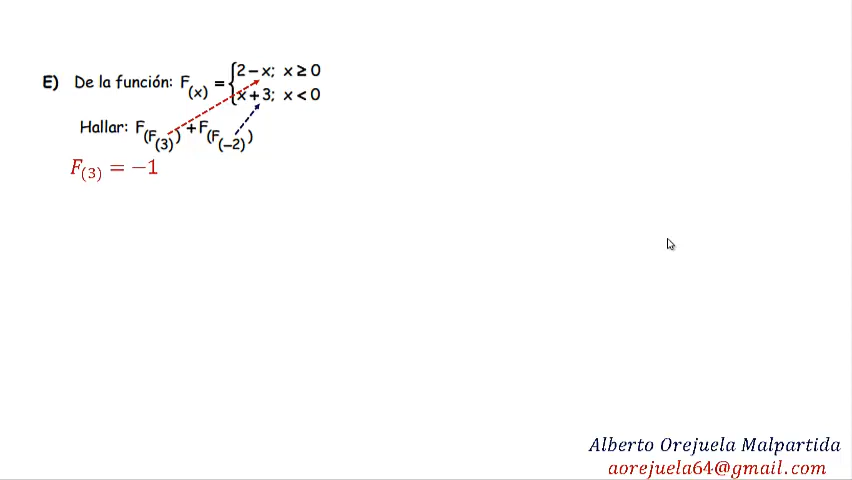 E) De la función: F(x) = {2 – x; x ≥ 0
{x + 3; x < 0
Hallar: F(F(3)) + F(F(–2))
F(3) = −1
Alberto Orejuela Malpartida
aorejuela64@gmail.com